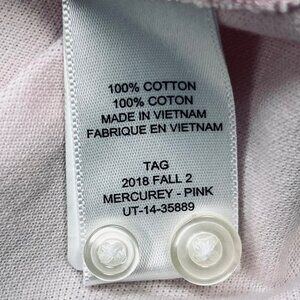 100% COTTON
100% COTON
MADE IN VIETNAM
FABRIQUE EN VIETNAM
TAG
2018 FALL 2
MERCUREY - PINK
UT-14-35889